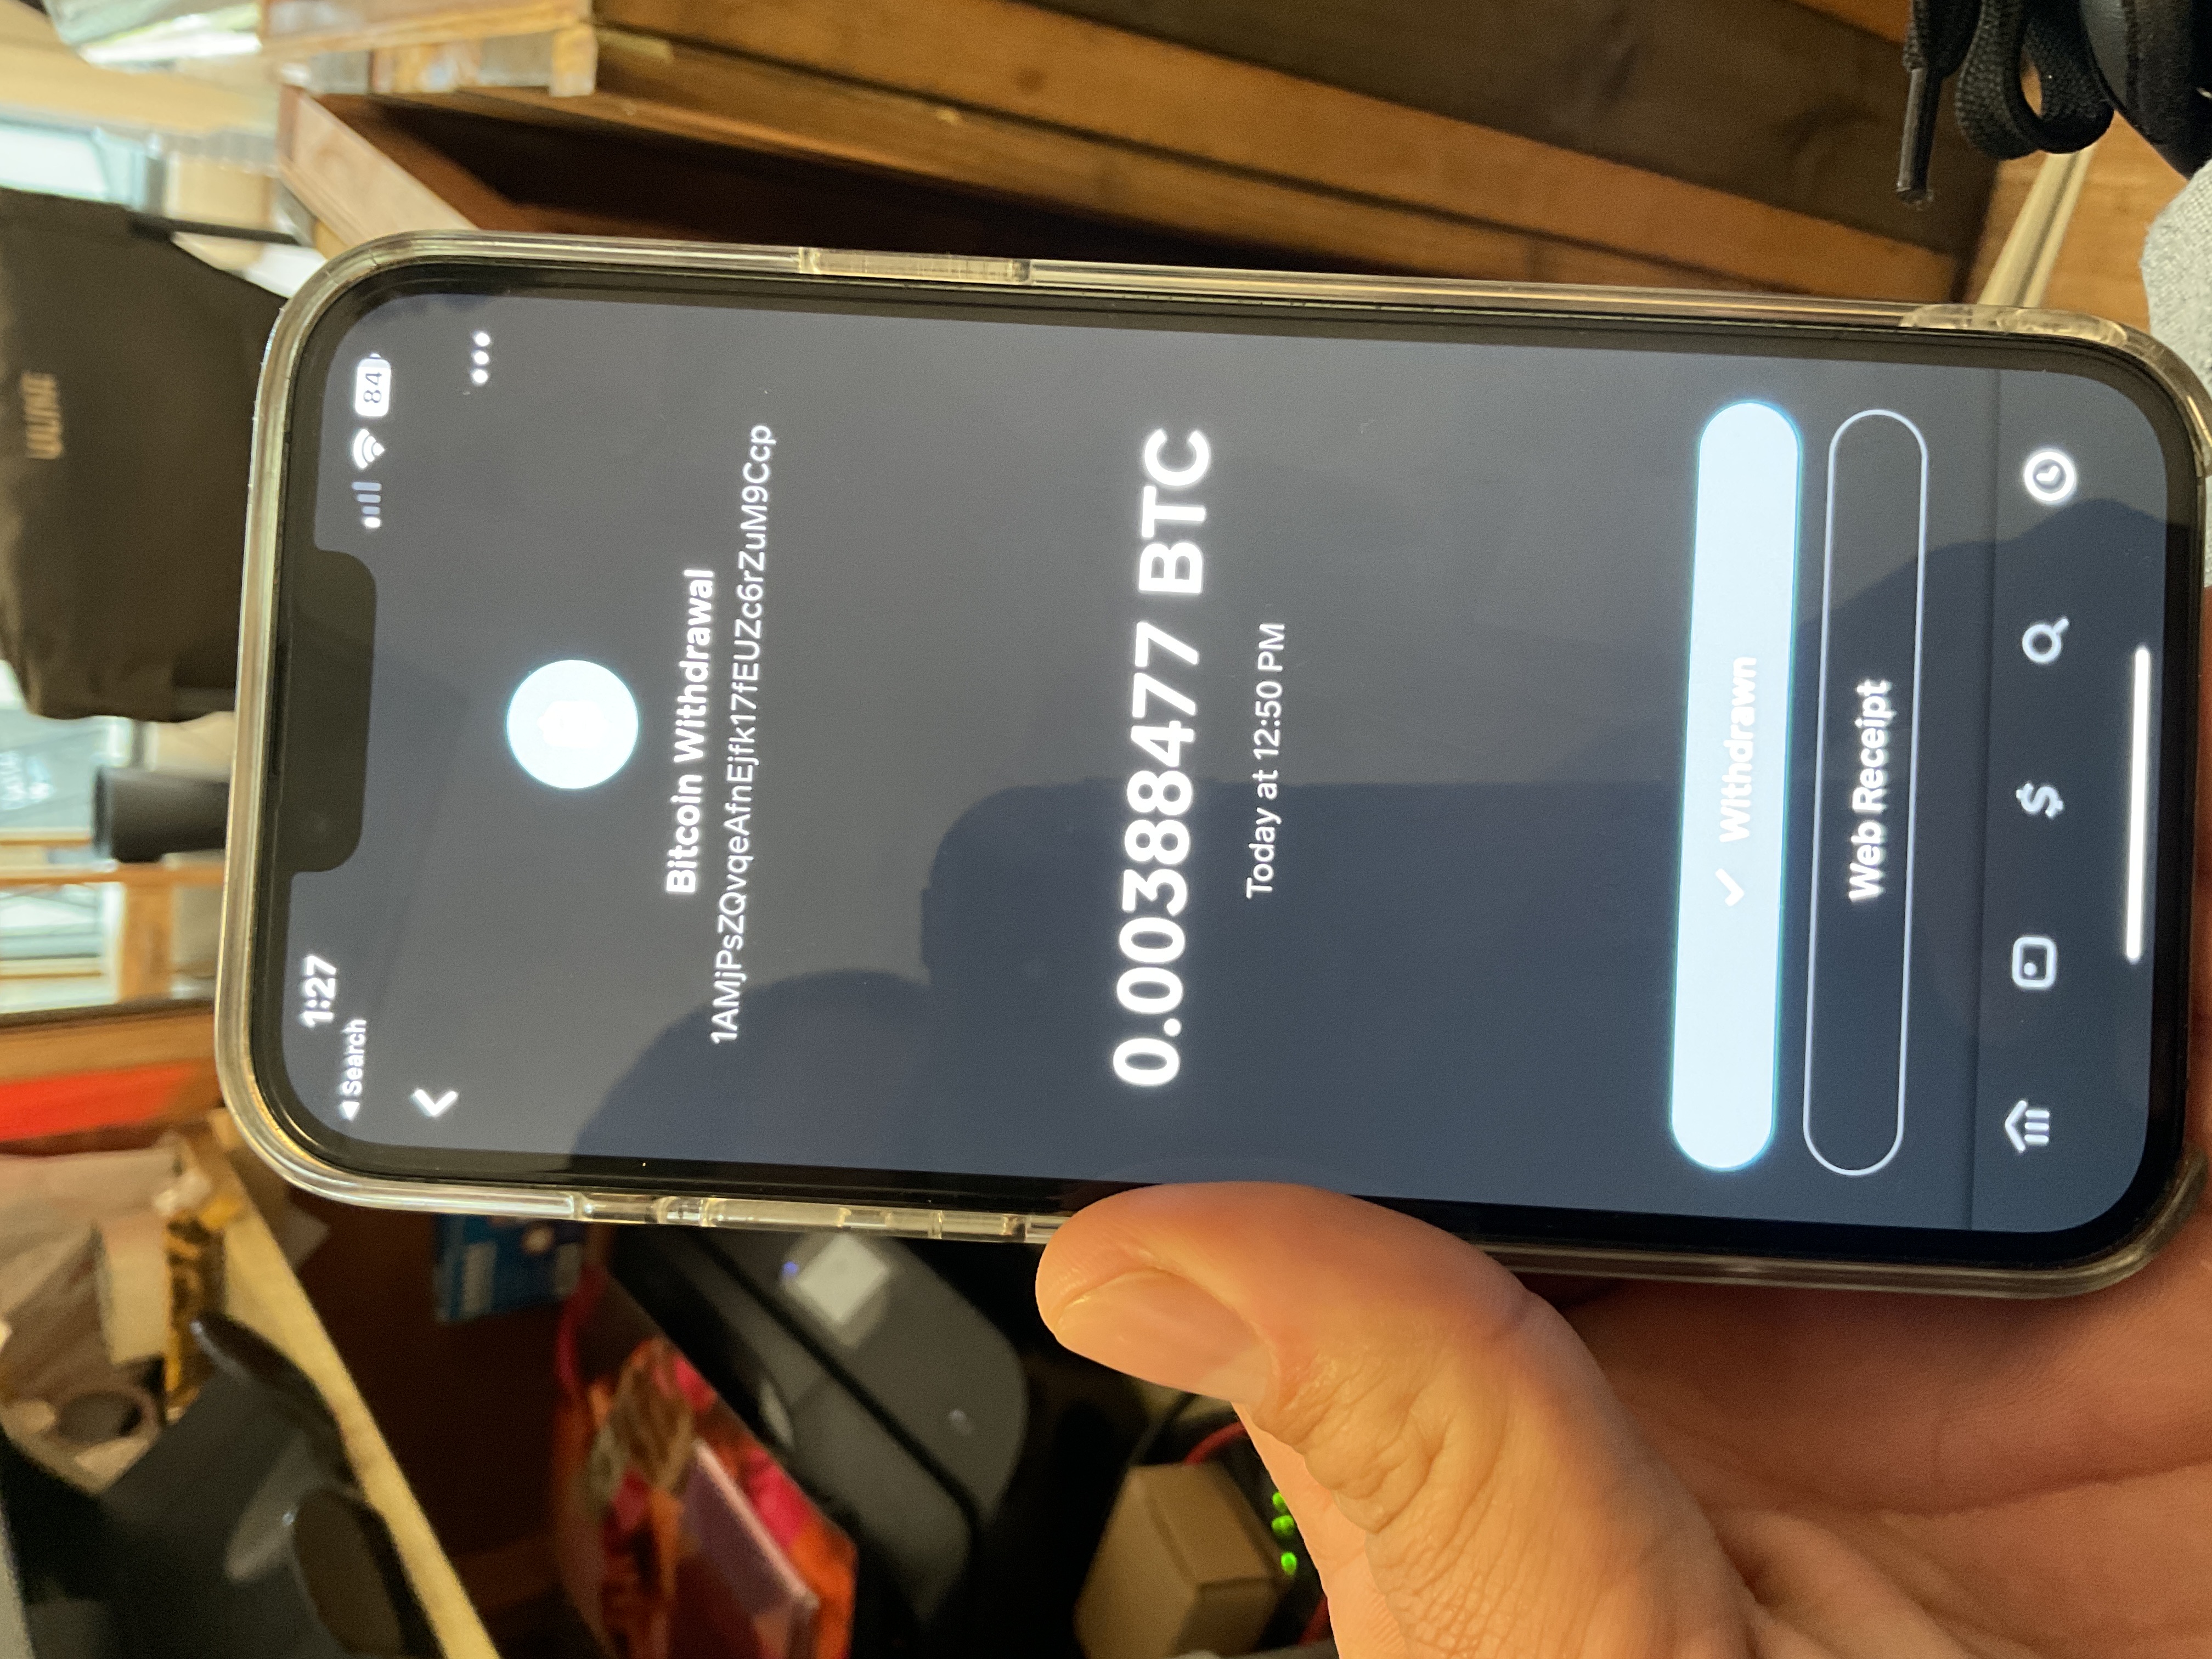 1:27
Search
84
Bitcoin Withdrawal
1AMjPsZQvqeAfnEjfk17fEUZc6rZuM9Ccp
0.00388477 BTC
Today at 12:50 PM
Withdrawn
Web Receipt